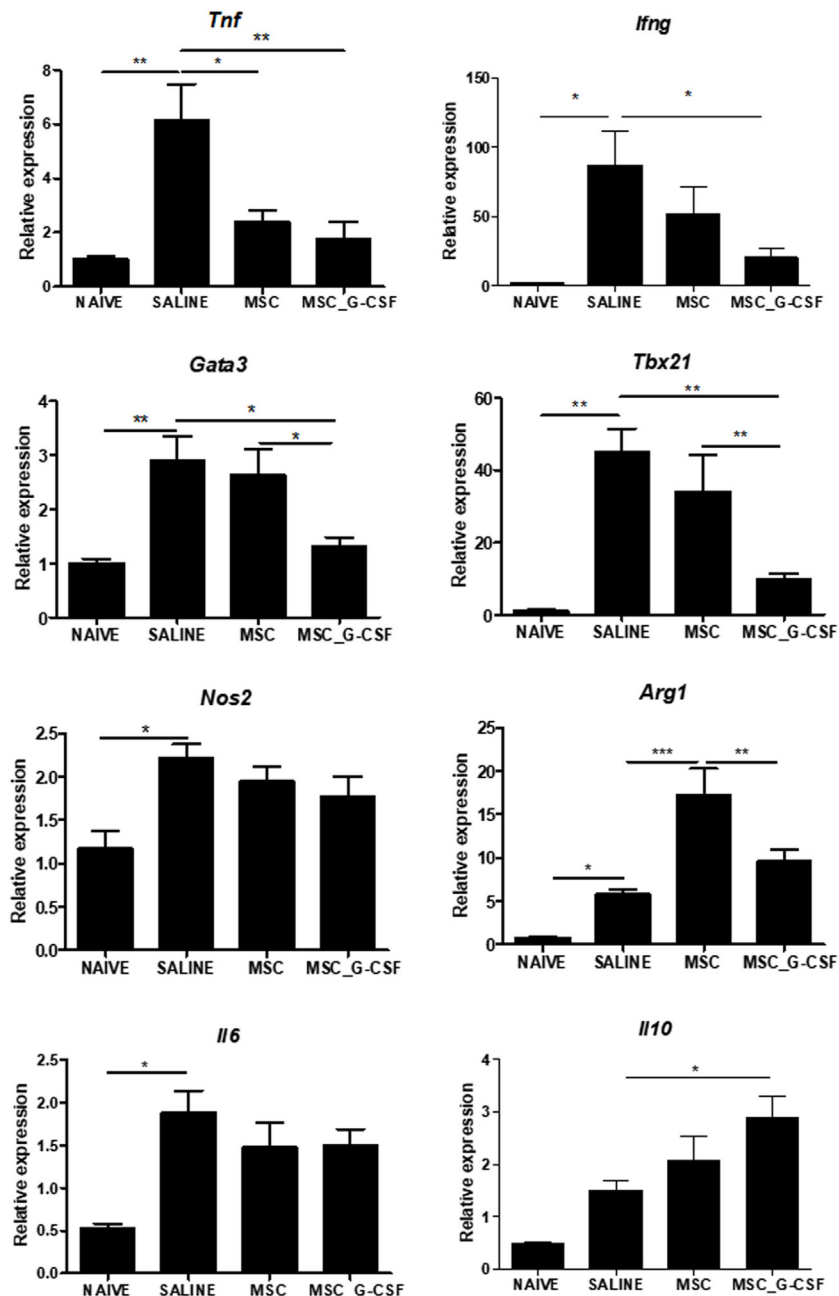 Tnf
** 
** *
Relative expression
8
6
4
2
0
NAIVE SALINE MSC MSC_G-CSF
Ifng
* *
Relative expression
150
100
50
0
NAIVE SALINE MSC MSC_G-CSF
Gata3
** *
*
Relative expression
4
3
2
1
0
NAIVE SALINE MSC MSC_G-CSF
Tbx21
**
** **
Relative expression
60
40
20
0
NAIVE SALINE MSC MSC_G-CSF
Nos2
*
Relative expression
2.5
2.0
1.5
1.0
0.5
0.0
NAIVE SALINE MSC MSC_G-CSF
Arg1
*** **
*
Relative expression
25
20
15
10
5
0
NAIVE SALINE MSC MSC_G-CSF
Il6
*
Relative expression
2.5
2.0
1.5
1.0
0.5
0.0
NAIVE SALINE MSC MSC_G-CSF
Il10
*
Relative expression
4
3
2
1
0
NAIVE SALINE MSC MSC_G-CSF